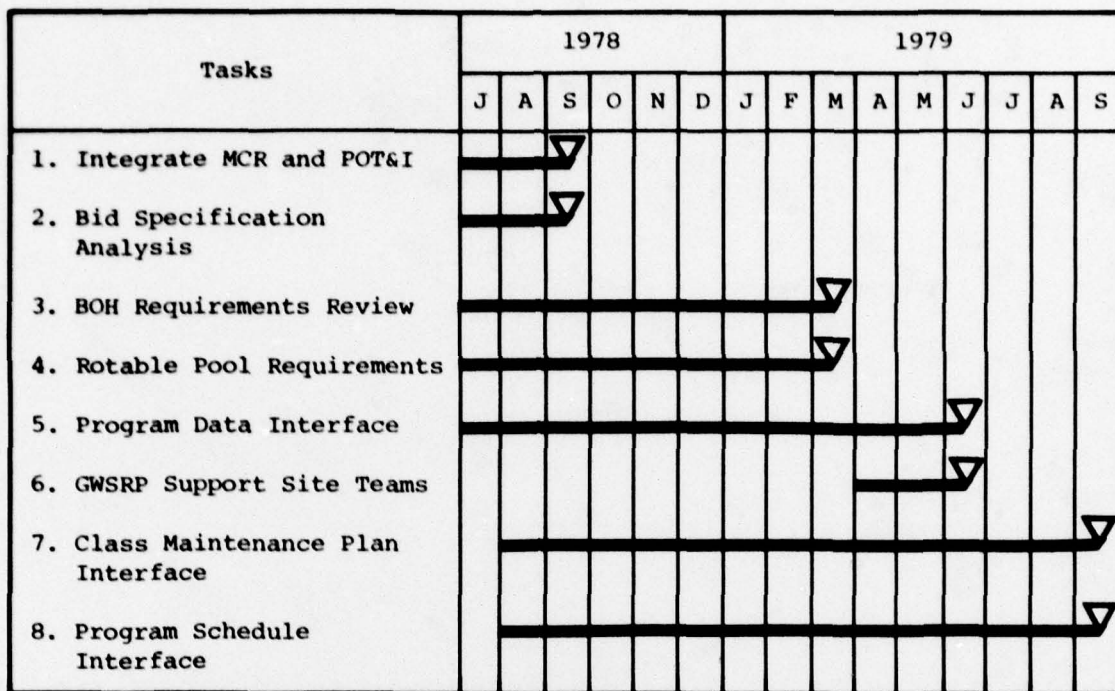 Tasks
1978
1979
J A S O N D J F M A M J J A S
1. Integrate MCR and POT&I
2. Bid Specification
Analysis
3. BOH Requirements Review
4. Rotable Pool Requirements
5. Program Data Interface
6. GWSRP Support Site Teams
7. Class Maintenance Plan
Interface
8. Program Schedule
Interface